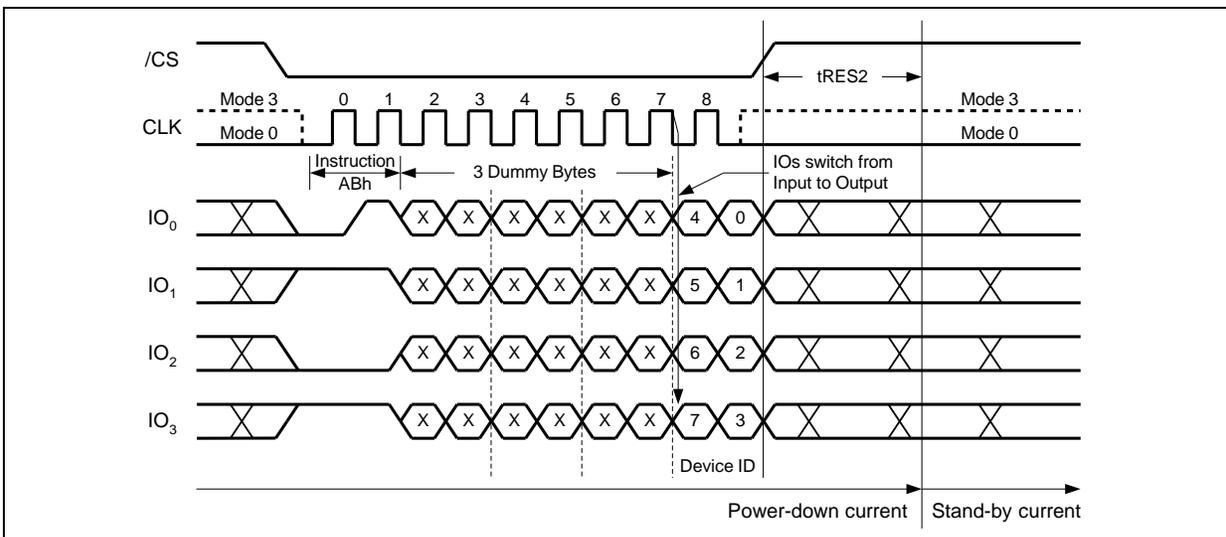 /CS
tRES2
Mode 3 0 1 2 3 4 5 6 7 8 Mode 3
CLK
Mode 0 Mode 0
Instruction
ABh
3 Dummy Bytes
IOs switch from
Input to Output
IO0 X X X X X X 4 0
IO1 X X X X X X 5 1
IO2 X X X X X X 6 2
IO3 X X X X X X 7 3
Device ID
Power-down current Stand-by current